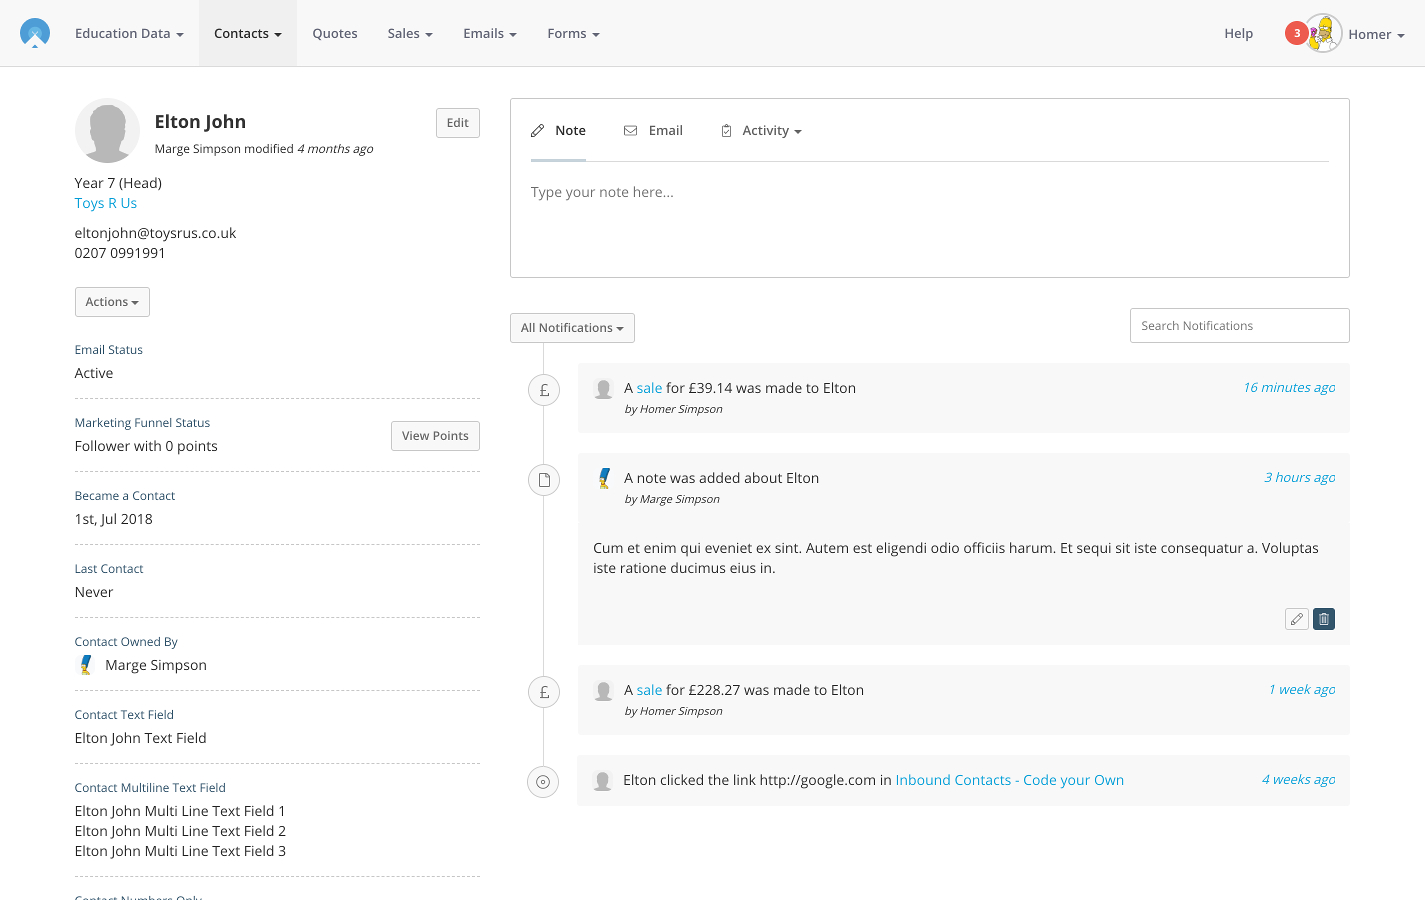 Education Data
Contacts
Quotes
Sales
Emails
Forms
Help
3
Homer
Elton John
Edit
Marge Simpson modified 4 months ago
Year 7 (Head)
Toys R Us
eltonjohn@toysrus.co.uk
0207 0991991
Actions
Email Status
Active
Marketing Funnel Status
Follower with 0 points
View Points
Became a Contact
1st, Jul 2018
Last Contact
Never
Contact Owned By
Marge Simpson
Contact Text Field
Elton John Text Field
Contact Multiline Text Field
Elton John Multi Line Text Field 1
Elton John Multi Line Text Field 2
Elton John Multi Line Text Field 3
Contact Numbers Only
Note
Email
Activity
Type your note here...
All Notifications
Search Notifications
£
A sale for £39.14 was made to Elton
16 minutes ago
by Homer Simpson
A note was added about Elton
3 hours ago
by Marge Simpson
Cum et enim qui eveniet ex sint. Autem est eligendi odio officiis harum. Et sequi sit iste consequatur a. Voluptas
iste ratione ducimus eius in.
£
A sale for £228.27 was made to Elton
1 week ago
by Homer Simpson
Elton clicked the link http://google.com in Inbound Contacts - Code your Own
4 weeks ago